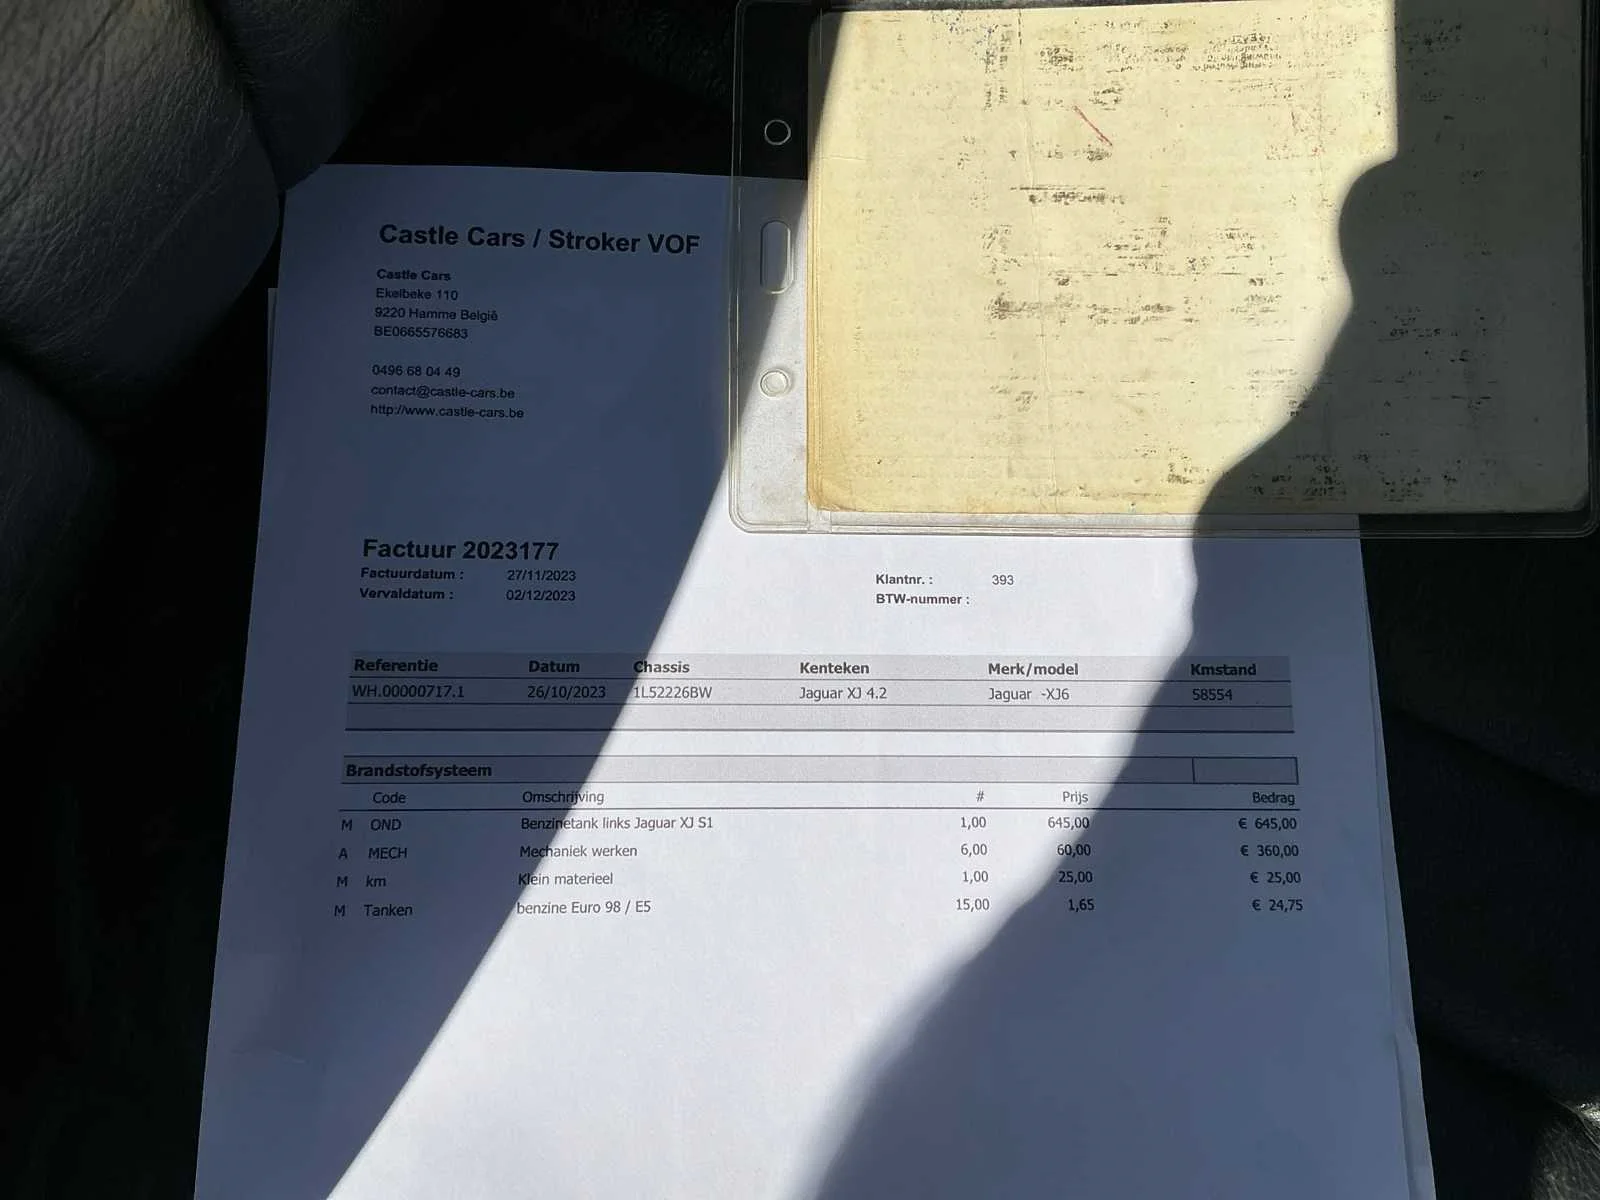 Castle Cars / Stroker VOF
Castle Cars
Ekelbeke 110
9220 Hamme België
BE0665576683
0496 68 04 49
contact@castle-cars.be
http://www.castle-cars.be
Factuur 2023177
Factuurdatum : 27/11/2023
Vervaldatum : 02/12/2023
Klantnr. : 393
BTW-nummer :
Referentie Datum Chassis Kenteken Merk/model Kmstand
WH.00000717.1 26/10/2023 1L52226BW Jaguar XJ 4.2 Jaguar -XJ6 58554
Brandstofsysteem
Code Omschrijving # Prijs Bedrag
M OND Benzinetank links Jaguar XJ S1 1,00 645,00 € 645,00
A MECH Mechaniek werken 6,00 60,00 € 360,00
M km Klein materieel 1,00 25,00 € 25,00
M Tanken benzine Euro 98 / E5 15,00 1,65 € 24,75